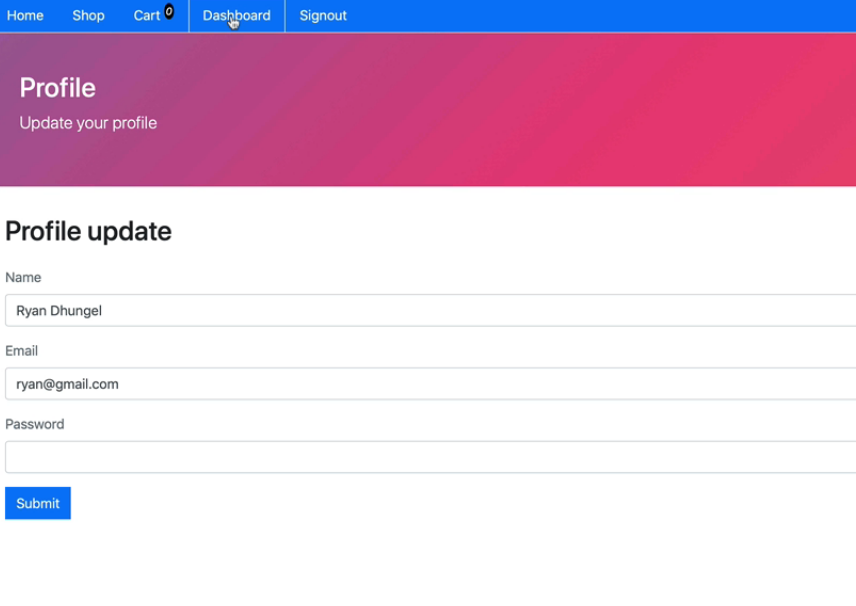 Home Shop Cart 0 Dashboard Signout
Profile
Update your profile
Profile update
Name
Ryan Dhungel
Email
ryan@gmail.com
Password
Submit